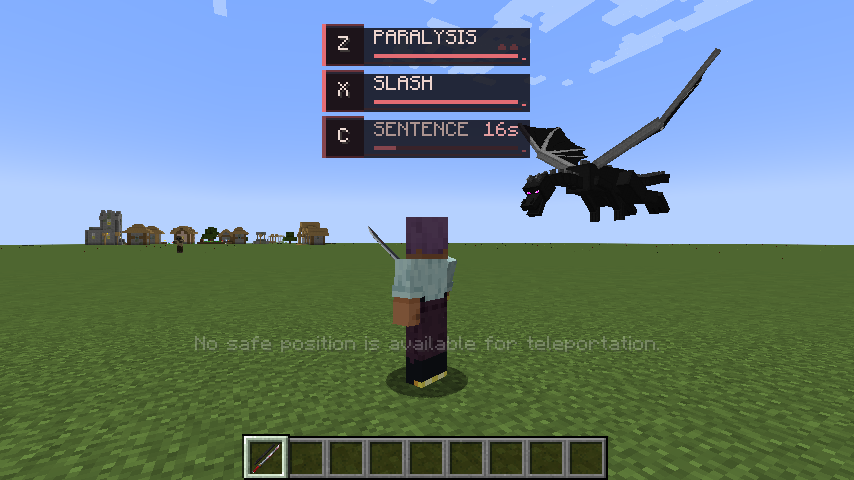 Z PARALYSIS
X SLASH
C SENTENCE 16s
No safe position is available for teleportation.